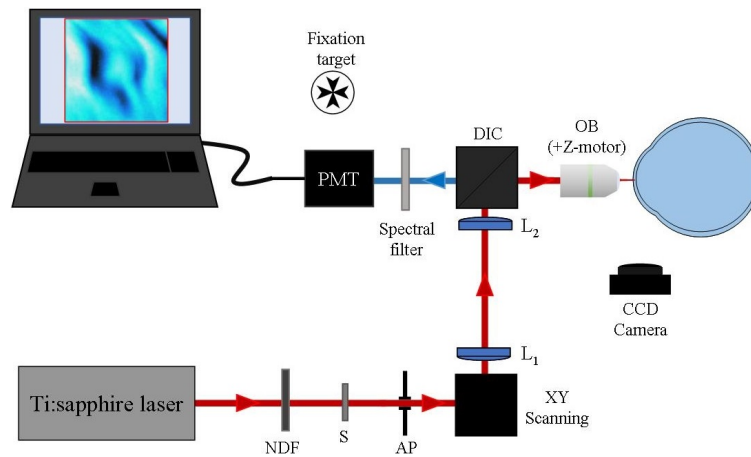 Fixation
target
DIC
OB
(+Z-motor)
PMT
Spectral
filter
L2
CCD
Camera
L1
Ti:sapphire laser
XY
Scanning
NDF
S
AP